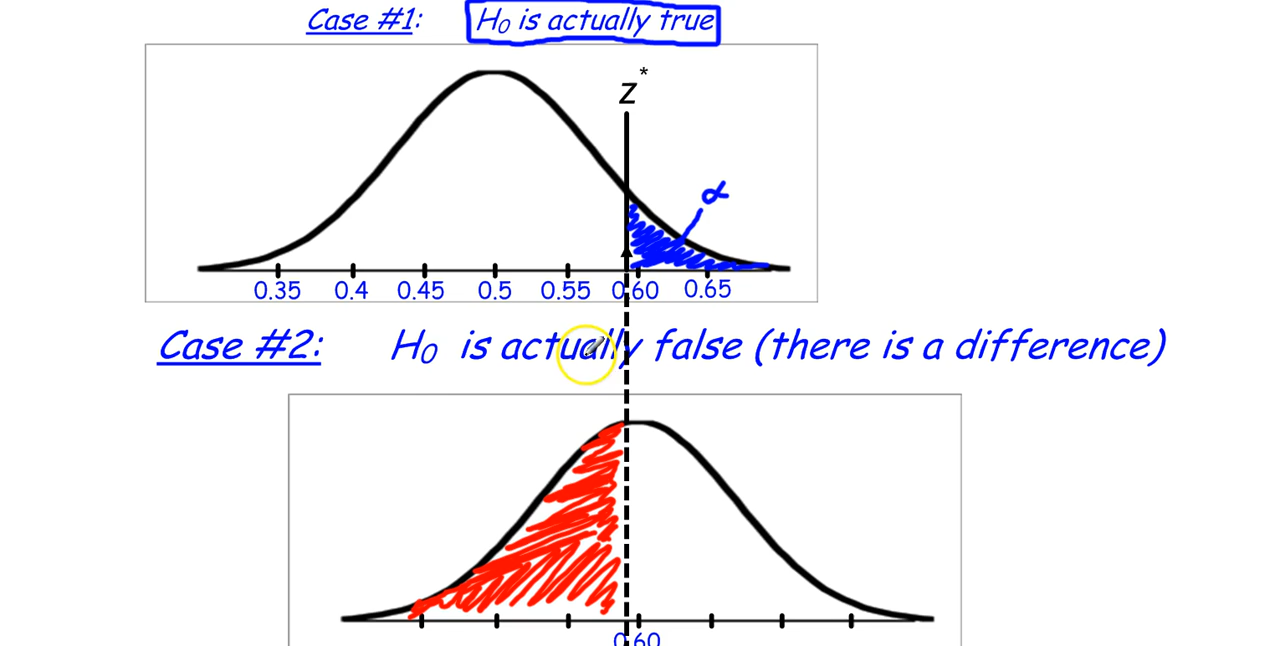 Case #1: H₀ is actually true
z*
α
0.35 0.4 0.45 0.5 0.55 0.60 0.65
Case #2: H₀ is actually false (there is a difference)
0.60